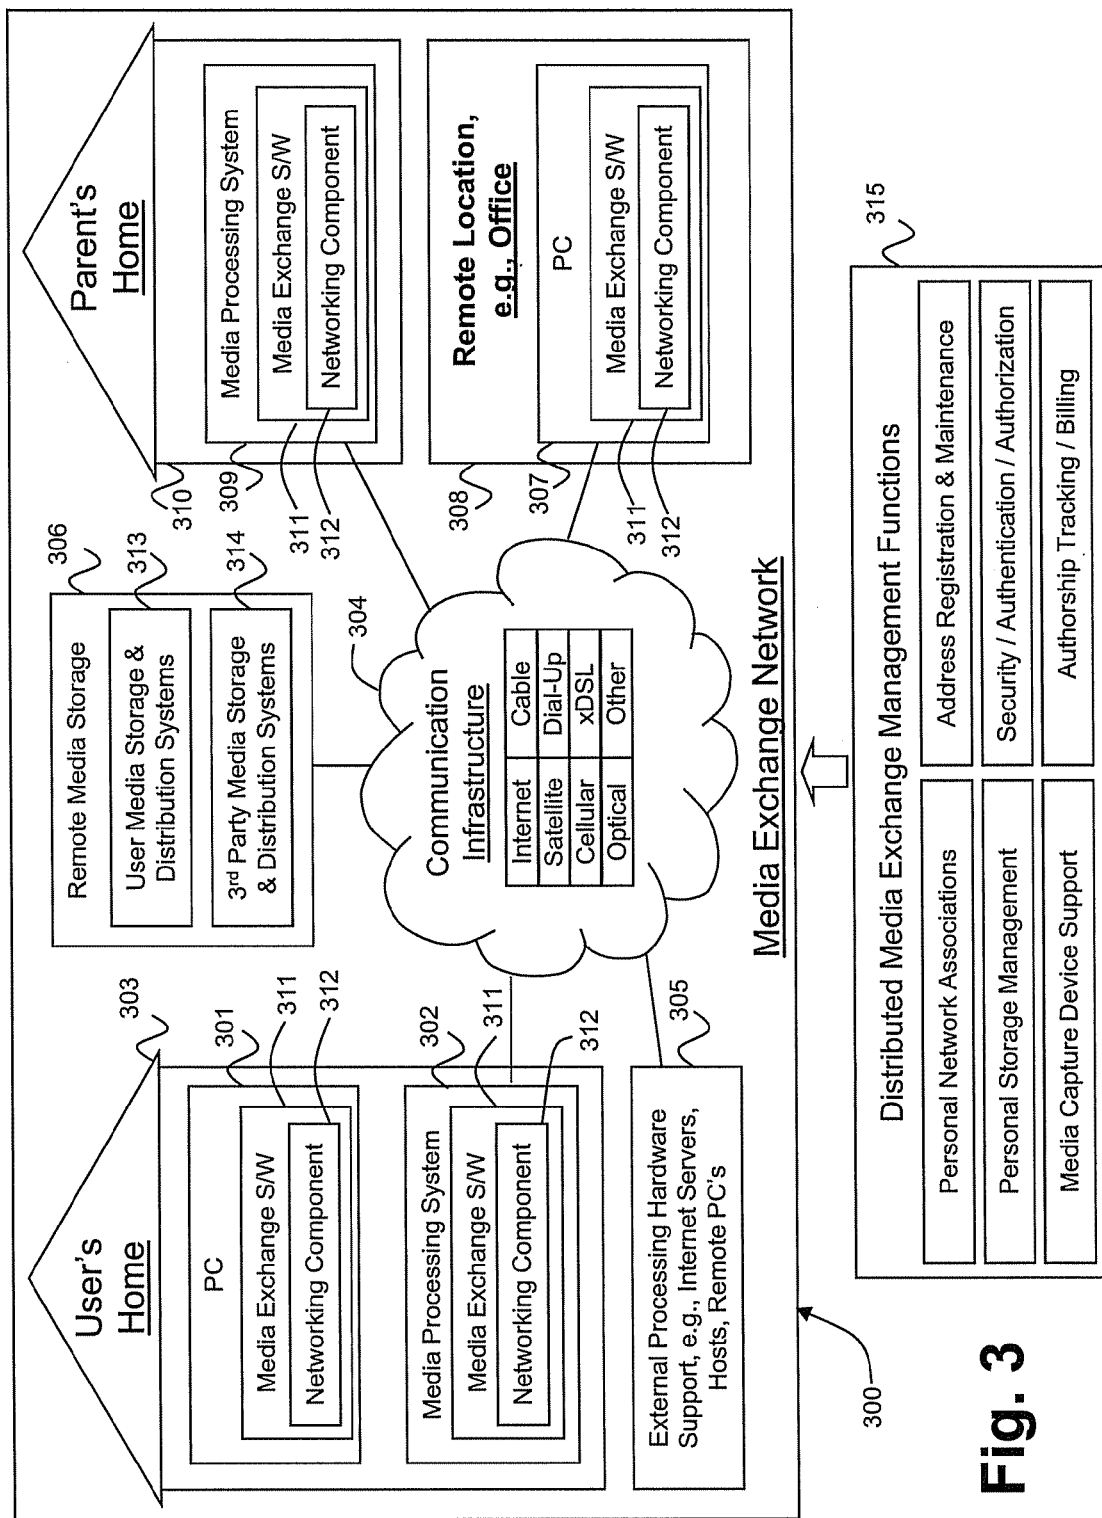 User's
Home
303
PC
301
Media Exchange S/W
311
Networking Component
312
Media Processing System
302
Media Exchange S/W
311
Networking Component
312
External Processing Hardware
Support, e.g., Internet Servers,
Hosts, Remote PC's
305
Remote Media Storage
306
User Media Storage &
Distribution Systems
313
3rd Party Media Storage
& Distribution Systems
314
304
Communication
Infrastructure
Internet Cable
Satellite Dial-Up
Cellular xDSL
Optical Other
Parent's
Home
310
Media Processing System
309
Media Exchange S/W
311
Networking Component
312
Remote Location,
e.g., Office
308
PC
307
Media Exchange S/W
311
Networking Component
312
Media Exchange Network
300
Distributed Media Exchange Management Functions
315
Personal Network Associations
Address Registration & Maintenance
Personal Storage Management
Security / Authentication / Authorization
Media Capture Device Support
Authorship Tracking / Billing
Fig. 3